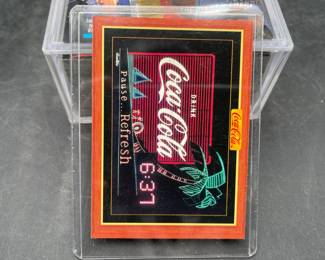 DRINK
Coca-Cola
Pause...
Refresh
6:37
Coca-Cola